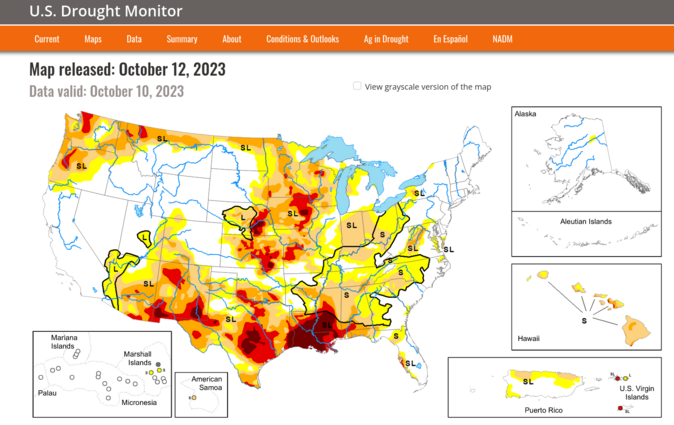 U.S. Drought Monitor
Current Maps Data Summary About Conditions & Outlooks Ag in Drought En Español NADM
Map released: October 12, 2023
Data valid: October 10, 2023
View grayscale version of the map
Alaska
Aleutian Islands
Hawaii
S
Mariana
Islands
Marshall
Islands
Palau
Micronesia
American
Samoa
SL
Puerto Rico
U.S. Virgin
Islands
SL
L
SL
SL
SL
SL
SL
L
SL
SL
S
SL
SL
S
S
L
L
SL
SL
S
SL
S
SL